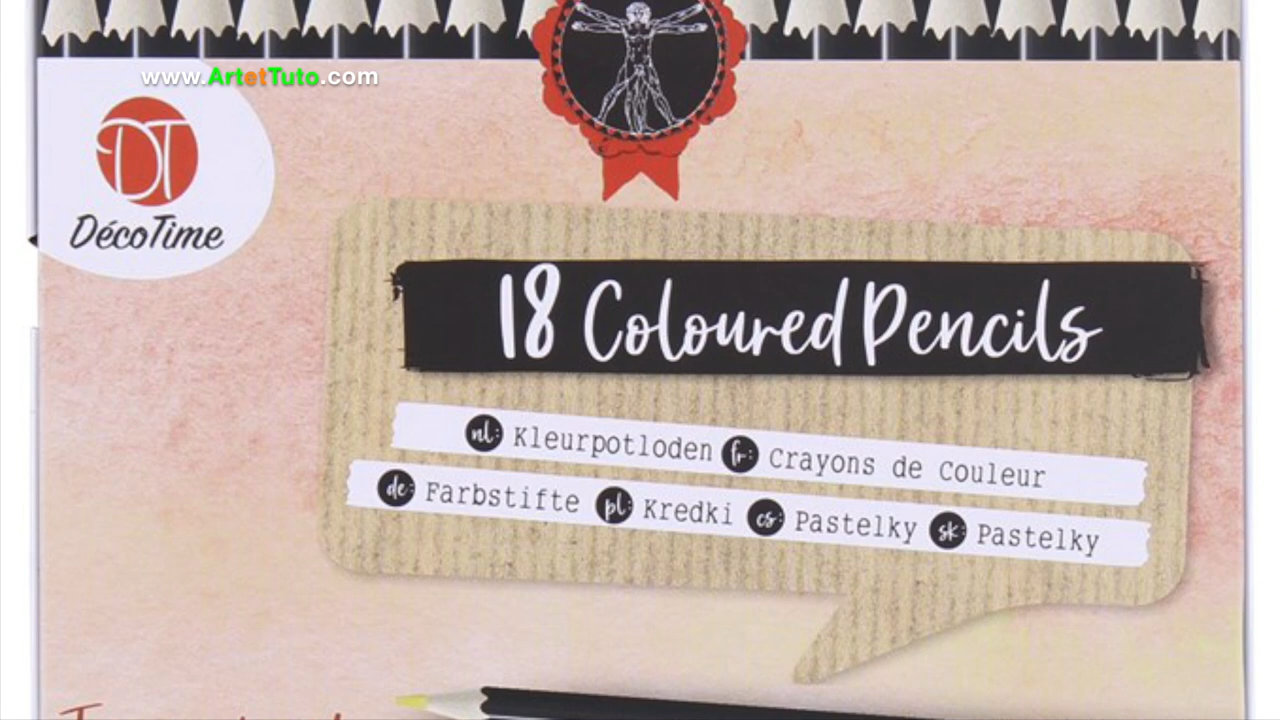 www.ArtetTuto.com
DT
DécoTime
18 Coloured Pencils
nl: Kleurpotloden fr: Crayons de Couleur
de: Farbstifte pl: Kredki cs: Pastelky sk: Pastelky